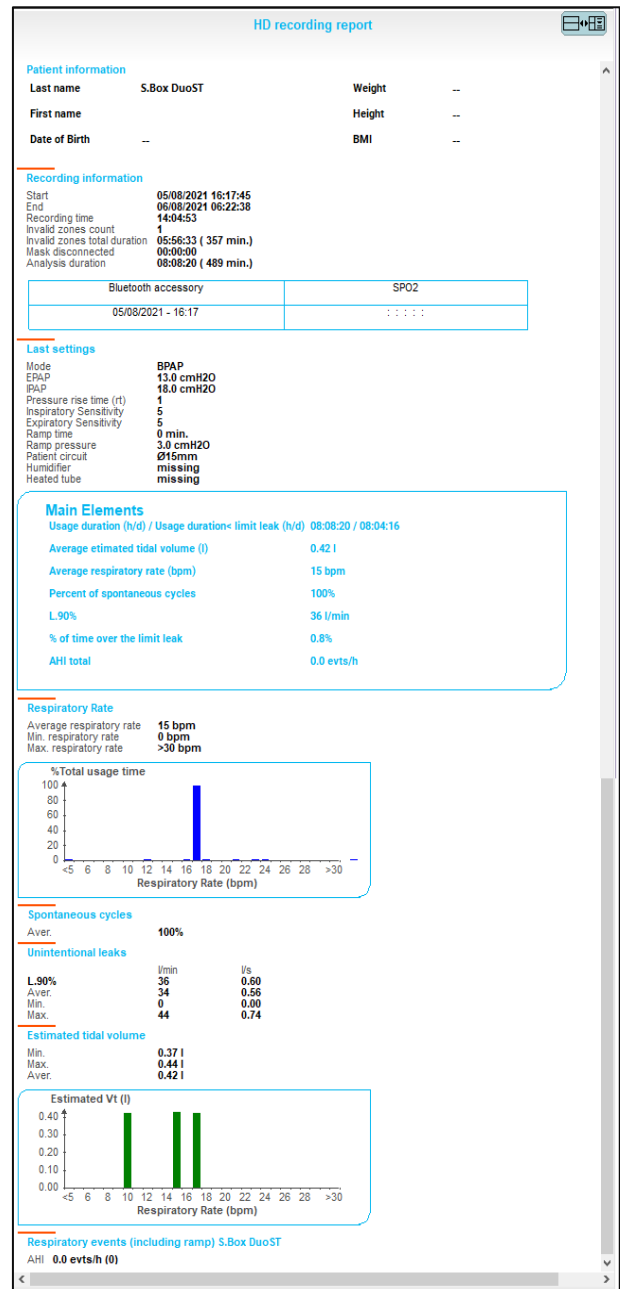 HD recording report
Patient information
Last name S.Box DuoST Weight --
First name Height --
Date of Birth -- BMI --
Recording information
Start 05/08/2021 16:17:45
End 06/08/2021 06:22:38
Recording time 14:04:53
Invalid zones count 1
Invalid zones total duration 05:56:33 ( 357 min.)
Mask disconnected 00:00:00
Analysis duration 08:08:20 ( 489 min.)
Bluetooth accessory SPO2
05/08/2021 - 16:17 : : : : :
Last settings
Mode BPAP
EPAP 13.0 cmH2O
IPAP 18.0 cmH2O
Pressure rise time (rt) 1
Inspiratory Sensitivity 5
Expiratory Sensitivity 5
Ramp time 0 min.
Ramp pressure 3.0 cmH2O
Patient circuit Ø15mm
Humidifier missing
Heated tube missing
Main Elements
Usage duration (h/d) / Usage duration< limit leak (h/d) 08:08:20 / 08:04:16
Average etimated tidal volume (l) 0.42 l
Average respiratory rate (bpm) 15 bpm
Percent of spontaneous cycles 100%
L.90% 36 l/min
% of time over the limit leak 0.8%
AHI total 0.0 evts/h
Respiratory Rate
Average respiratory rate 15 bpm
Min. respiratory rate 0 bpm
Max. respiratory rate >30 bpm
%Total usage time
100
80
60
40
20
0
<5 6 8 10 12 14 16 18 20 22 24 26 28 >30
Respiratory Rate (bpm)
Spontaneous cycles
Aver. 100%
Unintentional leaks
l/min l/s
L.90% 36 0.60
Aver. 34 0.56
Min. 0 0.00
Max. 44 0.74
Estimated tidal volume
Min. 0.37 l
Max. 0.44 l
Aver. 0.42 l
Estimated Vt (l)
0.40
0.30
0.20
0.10
0.00
<5 6 8 10 12 14 16 18 20 22 24 26 28 >30
Respiratory Rate (bpm)
Respiratory events (including ramp) S.Box DuoST
AHI 0.0 evts/h (0)